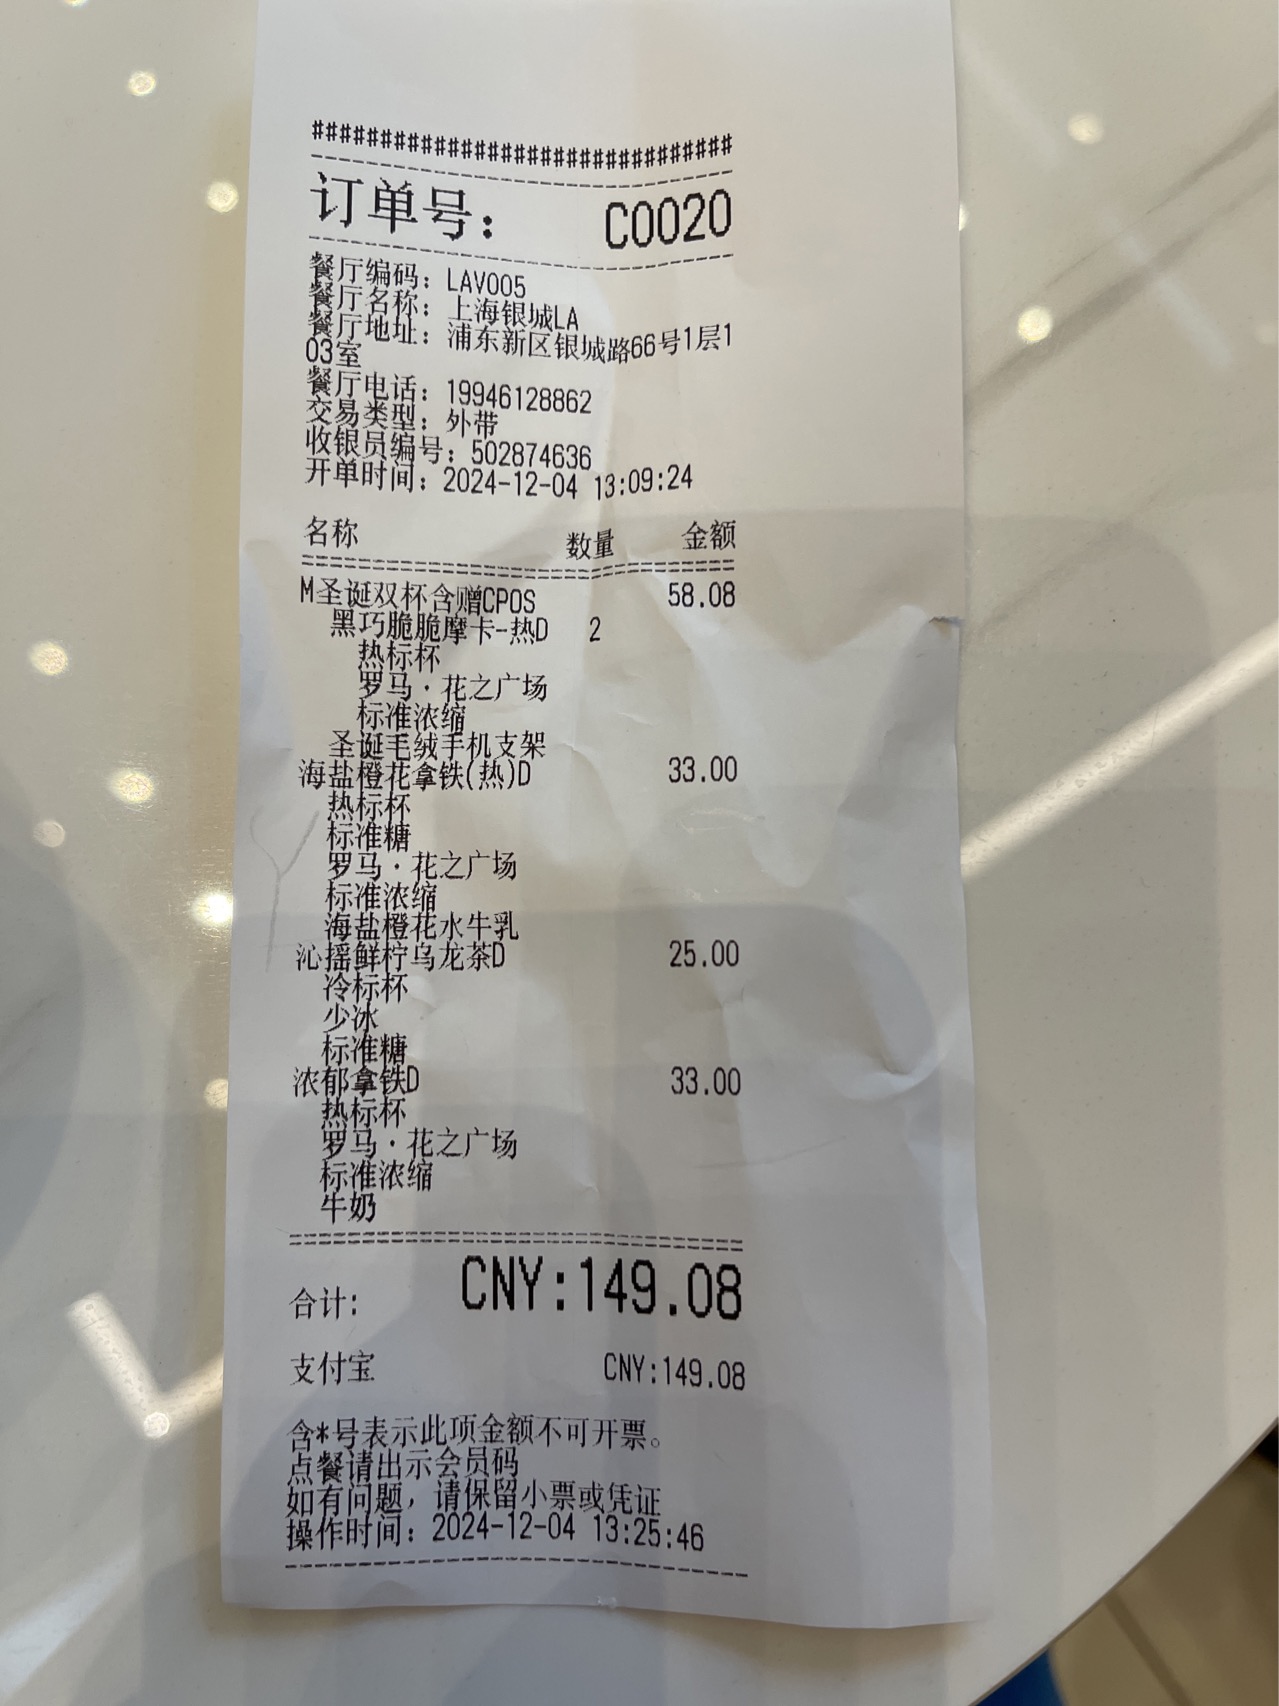 ################################
订单号： C0020
餐厅编码：LAV005
餐厅名称：上海银城LA
餐厅地址：浦东新区银城路66号1层1
03室
餐厅电话：19946128862
交易类型：外带
收银员编号：502874636
开单时间：2024-12-04 13:09:24
名称 数量 金额
M圣诞双杯含赠CPOS 58.08
黑巧脆脆摩卡-热D 2
热标杯
罗马·花之广场
标准浓缩
圣诞毛绒手机支架
海盐橙花拿铁(热)D 33.00
热标杯
标准糖
罗马·花之广场
标准浓缩
海盐橙花水牛乳
沁摇鲜柠乌龙茶D 25.00
冷标杯
少冰
标准糖
浓郁拿铁D 33.00
热标杯
罗马·花之广场
标准浓缩
牛奶
合计: CNY:149.08
支付宝 CNY:149.08
含*号表示此项金额不可开票。
点餐请出示会员码
如有问题，请保留小票或凭证
操作时间：2024-12-04 13:25:46